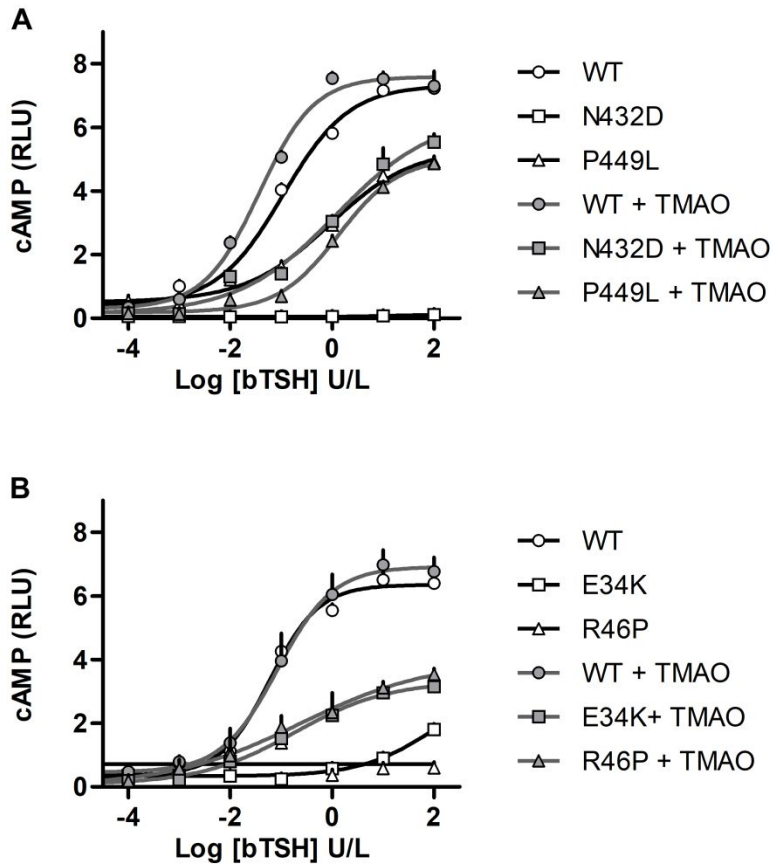 A
cAMP (RLU)
8
6
4
2
0
-4
-2
0
2
Log [bTSH] U/L
WT
N432D
P449L
WT + TMAO
N432D + TMAO
P449L + TMAO
B
cAMP (RLU)
8
6
4
2
0
-4
-2
0
2
Log [bTSH] U/L
WT
E34K
R46P
WT + TMAO
E34K+ TMAO
R46P + TMAO